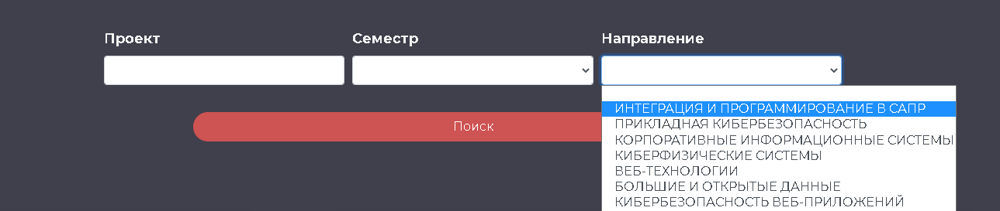 Проект Семестр Направление
ИНТЕГРАЦИЯ И ПРОГРАММИРОВАНИЕ В САПР
ПРИКЛАДНАЯ КИБЕРБЕЗОПАСНОСТЬ
Поиск
КОРПОРАТИВНЫЕ ИНФОРМАЦИОННЫЕ СИСТЕМЫ
КИБЕРФИЗИЧЕСКИЕ СИСТЕМЫ
ВЕБ-ТЕХНОЛОГИИ
БОЛЬШИЕ И ОТКРЫТЫЕ ДАННЫЕ
КИБЕРБЕЗОПАСНОСТЬ ВЕБ-ПРИЛОЖЕНИЙ